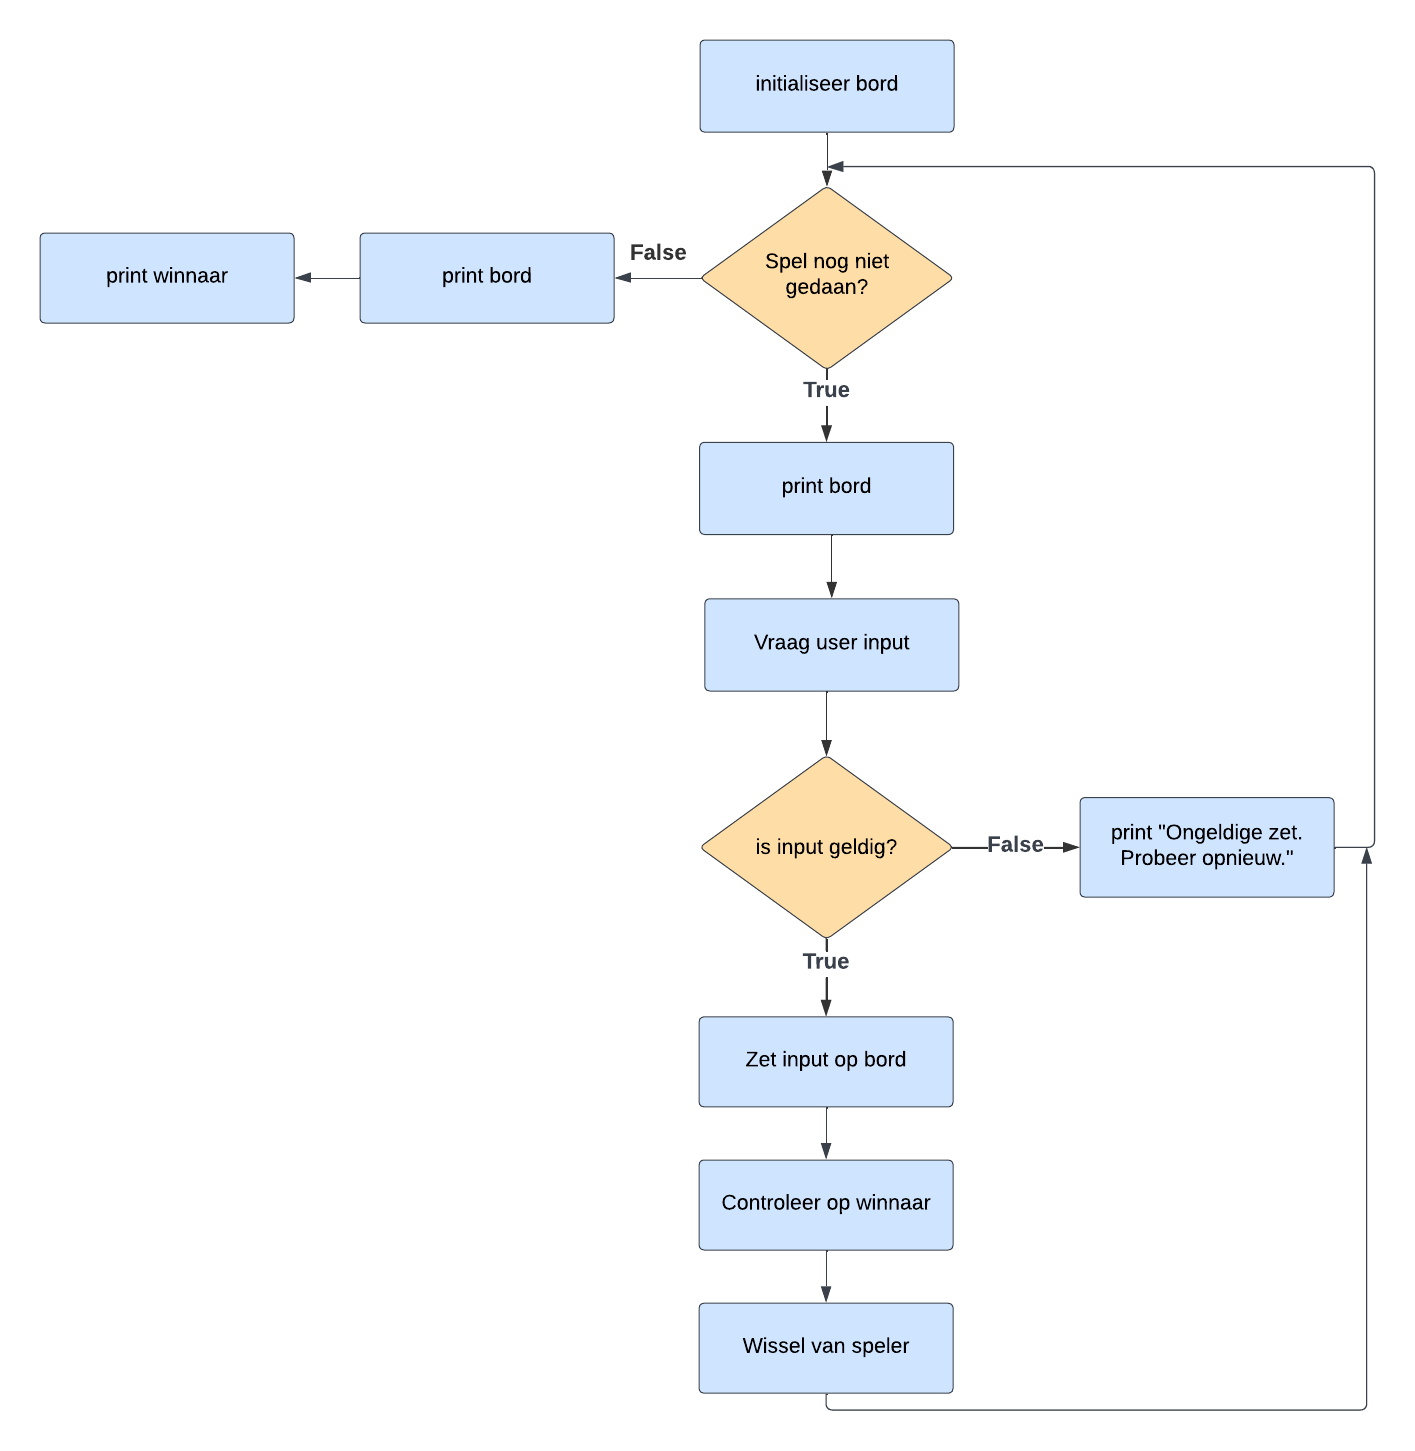 initialiseer bord
Spel nog niet
gedaan?
False
print bord
print winnaar
True
print bord
Vraag user input
is input geldig?
False
print "Ongeldige zet.
Probeer opnieuw."
True
Zet input op bord
Controleer op winnaar
Wissel van speler